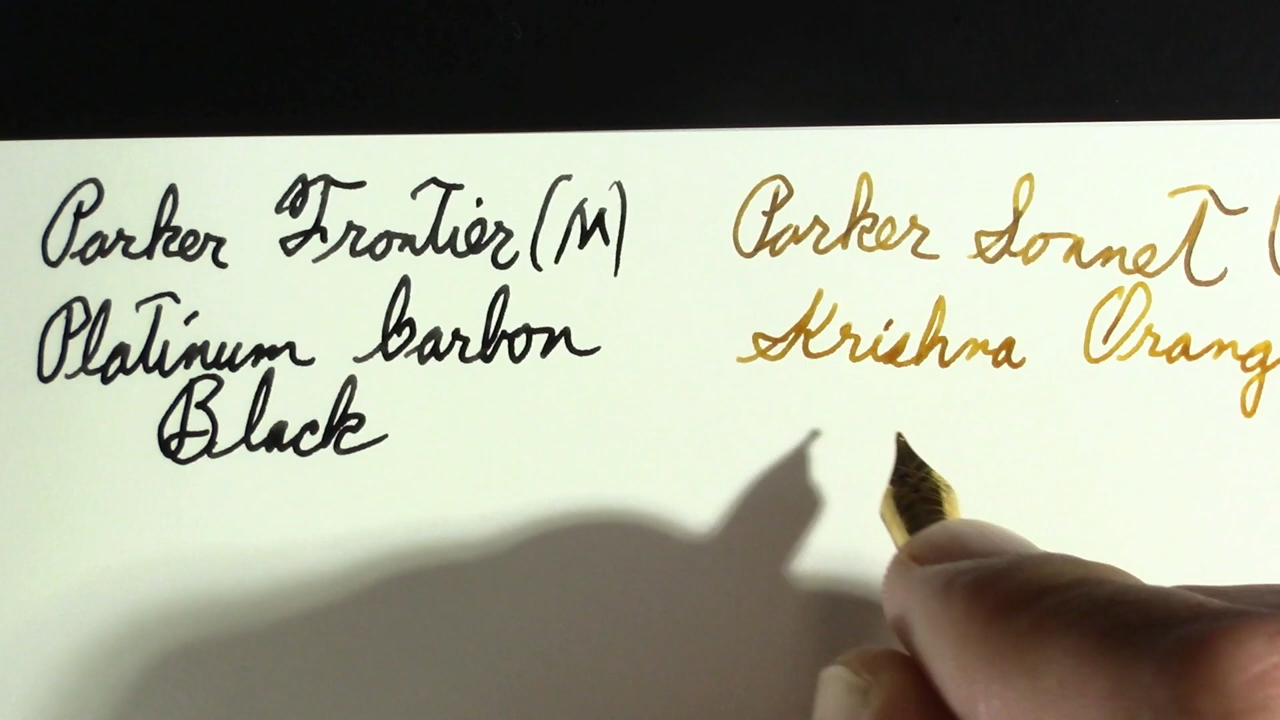 Parker Frontier (M)
Platinum Carbon
Black
Parker Sonnet (
Krishna Orang